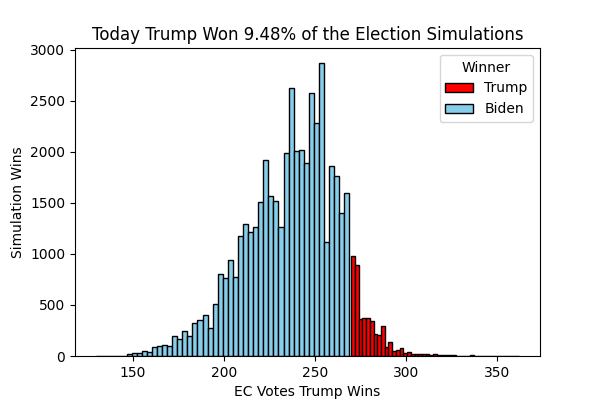 Today Trump Won 9.48% of the Election Simulations
3000
2500
2000
1500
1000
500
0
Simulation Wins
Winner
Trump
Biden
150 200 250 300 350
EC Votes Trump Wins